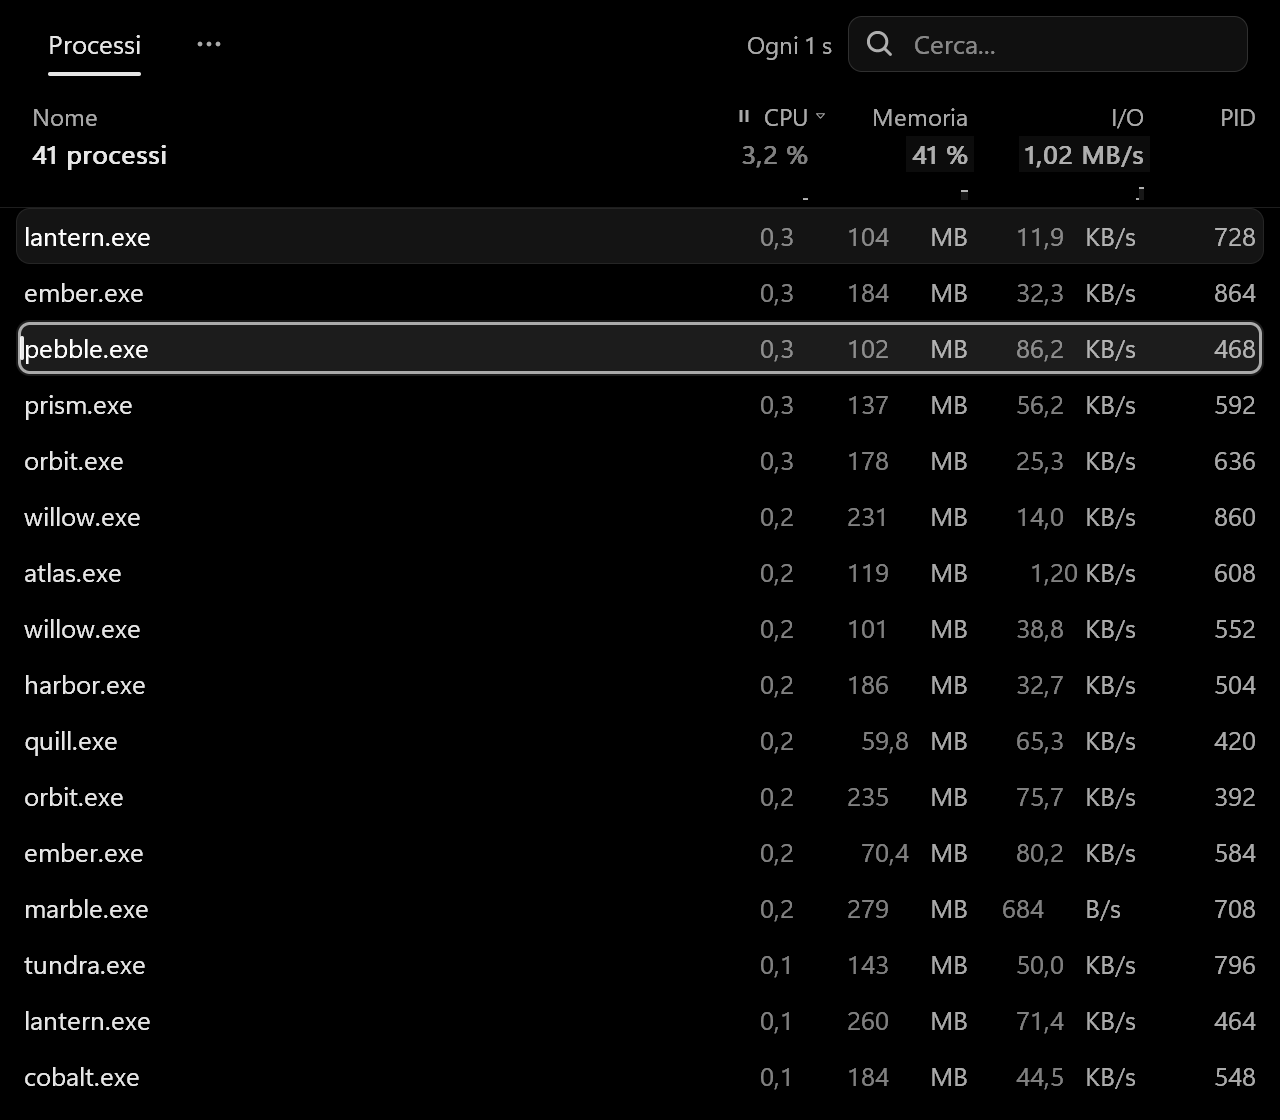 Processi ··· Ogni 1 s Cerca...
Nome CPU Memoria I/O PID
41 processi 3,2 % 41 % 1,02 MB/s
lantern.exe 0,3 104 MB 11,9 KB/s 728
ember.exe 0,3 184 MB 32,3 KB/s 864
pebble.exe 0,3 102 MB 86,2 KB/s 468
prism.exe 0,3 137 MB 56,2 KB/s 592
orbit.exe 0,3 178 MB 25,3 KB/s 636
willow.exe 0,2 231 MB 14,0 KB/s 860
atlas.exe 0,2 119 MB 1,20 KB/s 608
willow.exe 0,2 101 MB 38,8 KB/s 552
harbor.exe 0,2 186 MB 32,7 KB/s 504
quill.exe 0,2 59,8 MB 65,3 KB/s 420
orbit.exe 0,2 235 MB 75,7 KB/s 392
ember.exe 0,2 70,4 MB 80,2 KB/s 584
marble.exe 0,2 279 MB 684 B/s 708
tundra.exe 0,1 143 MB 50,0 KB/s 796
lantern.exe 0,1 260 MB 71,4 KB/s 464
cobalt.exe 0,1 184 MB 44,5 KB/s 548